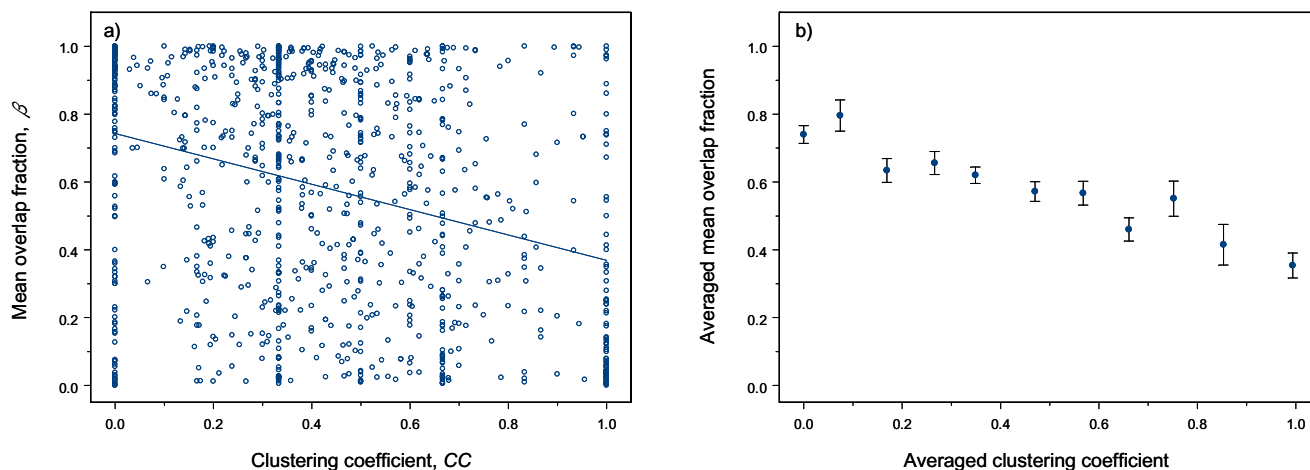 a)
1.0
0.8
0.6
0.4
0.2
0.0
Mean overlap fraction, β
0.0 0.2 0.4 0.6 0.8 1.0
Clustering coefficient, CC
b)
1.0
0.8
0.6
0.4
0.2
0.0
Averaged mean overlap fraction
0.0 0.2 0.4 0.6 0.8 1.0
Averaged clustering coefficient